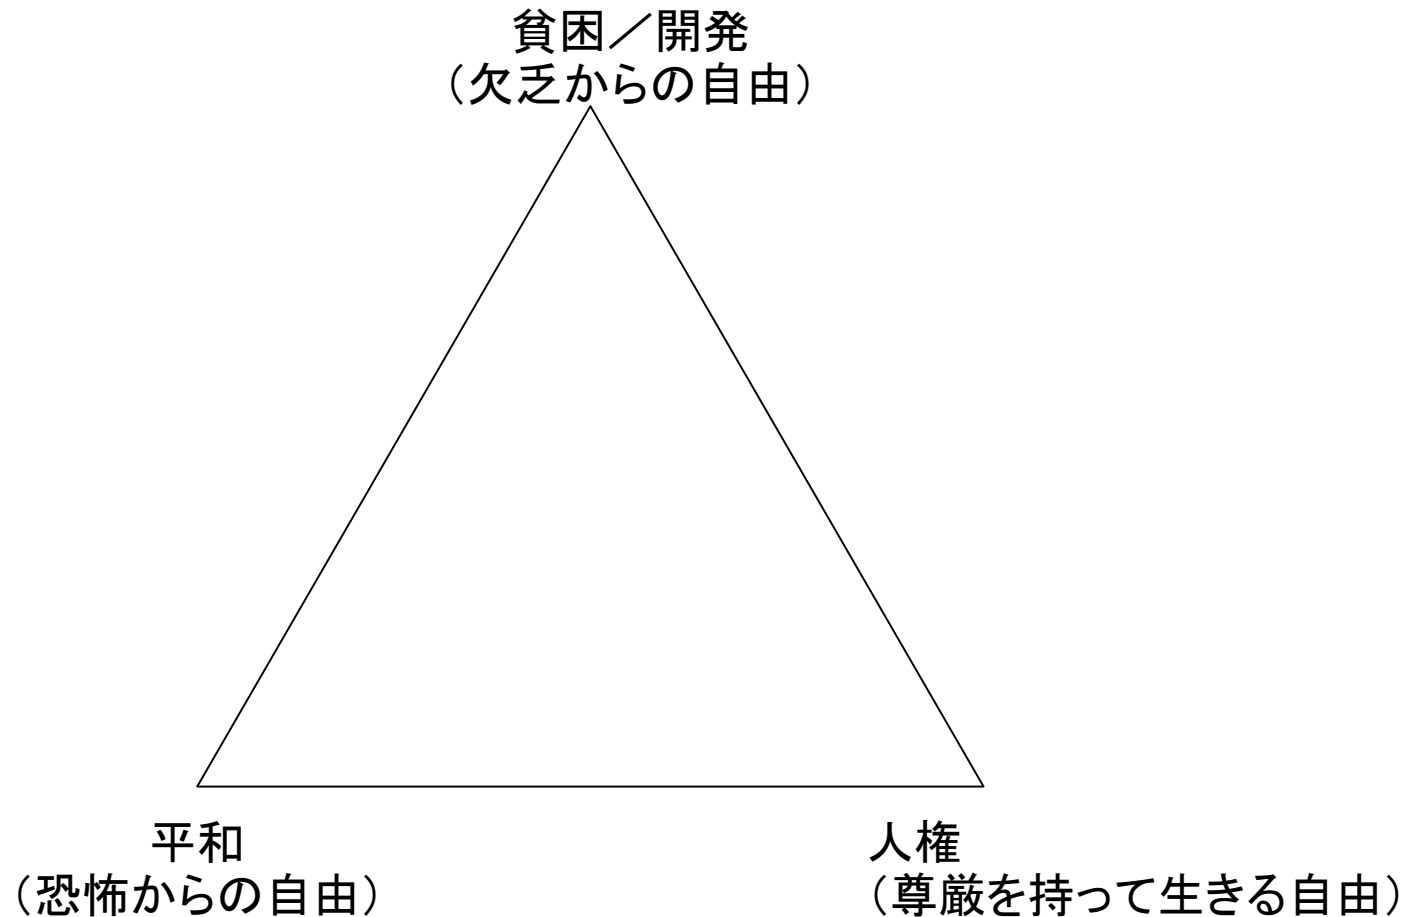 貧困／開発
（欠乏からの自由）
平和
（恐怖からの自由）
人権
（尊厳を持って生きる自由）